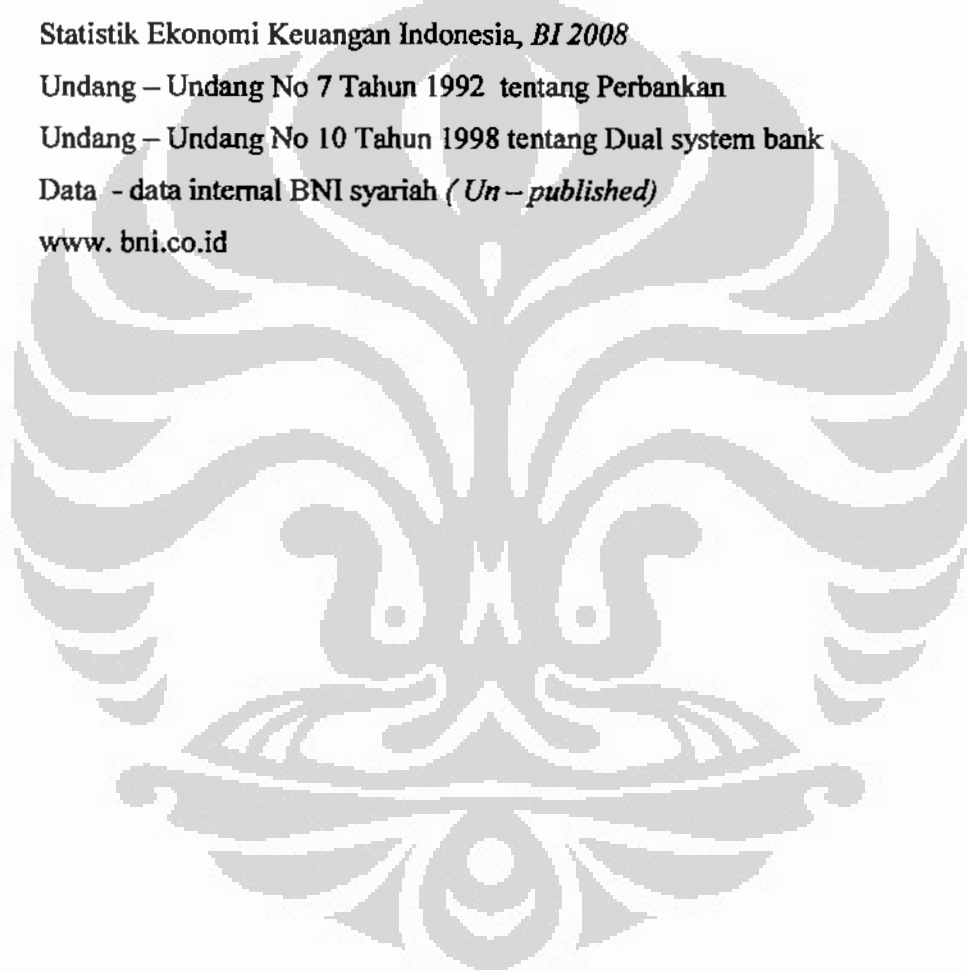 Statistik Ekonomi Keuangan Indonesia, BI 2008
Undang – Undang No 7 Tahun 1992 tentang Perbankan
Undang – Undang No 10 Tahun 1998 tentang Dual system bank
Data - data internal BNI syariah ( Un – published)
www. bni.co.id